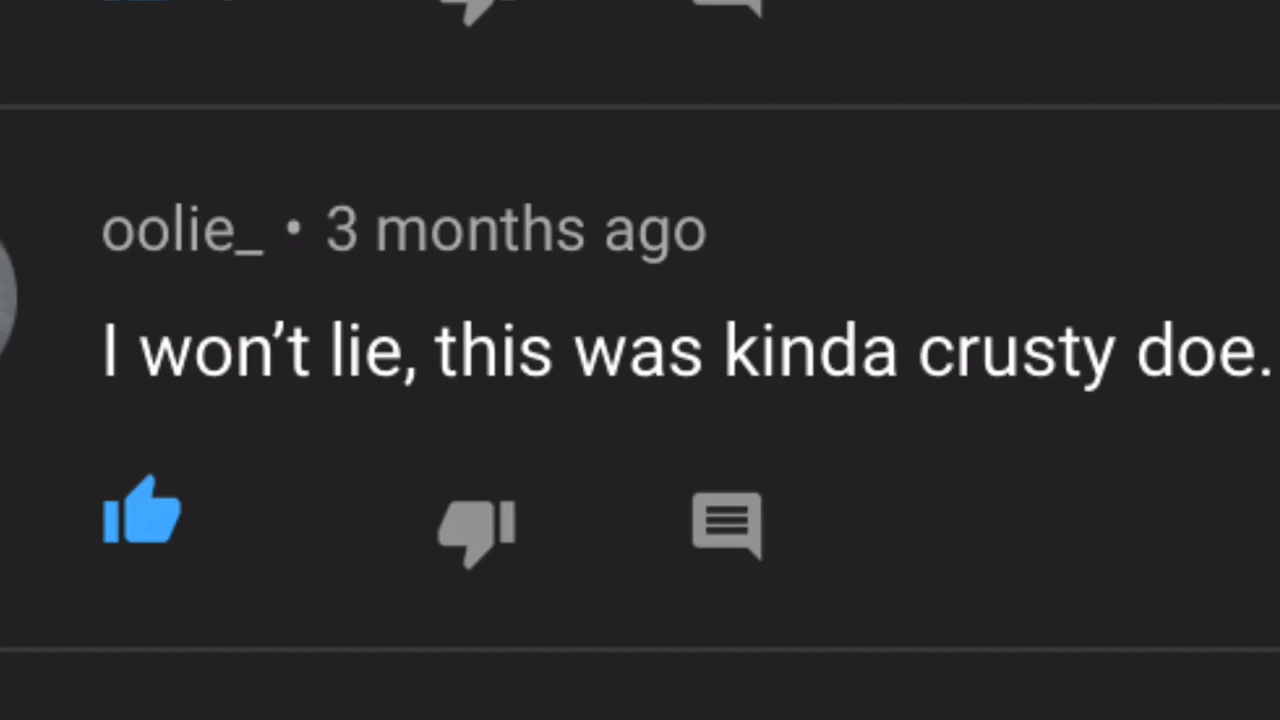 oolie_ • 3 months ago
I won’t lie, this was kinda crusty doe.